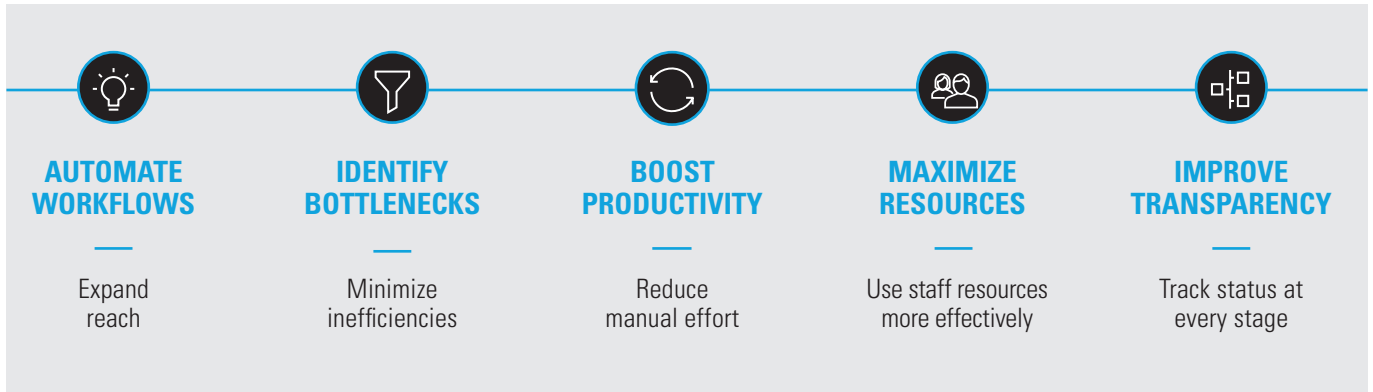 AUTOMATE
WORKFLOWS
Expand
reach
IDENTIFY
BOTTLENECKS
Minimize
inefficiencies
BOOST
PRODUCTIVITY
Reduce
manual effort
MAXIMIZE
RESOURCES
Use staff resources
more effectively
IMPROVE
TRANSPARENCY
Track status at
every stage